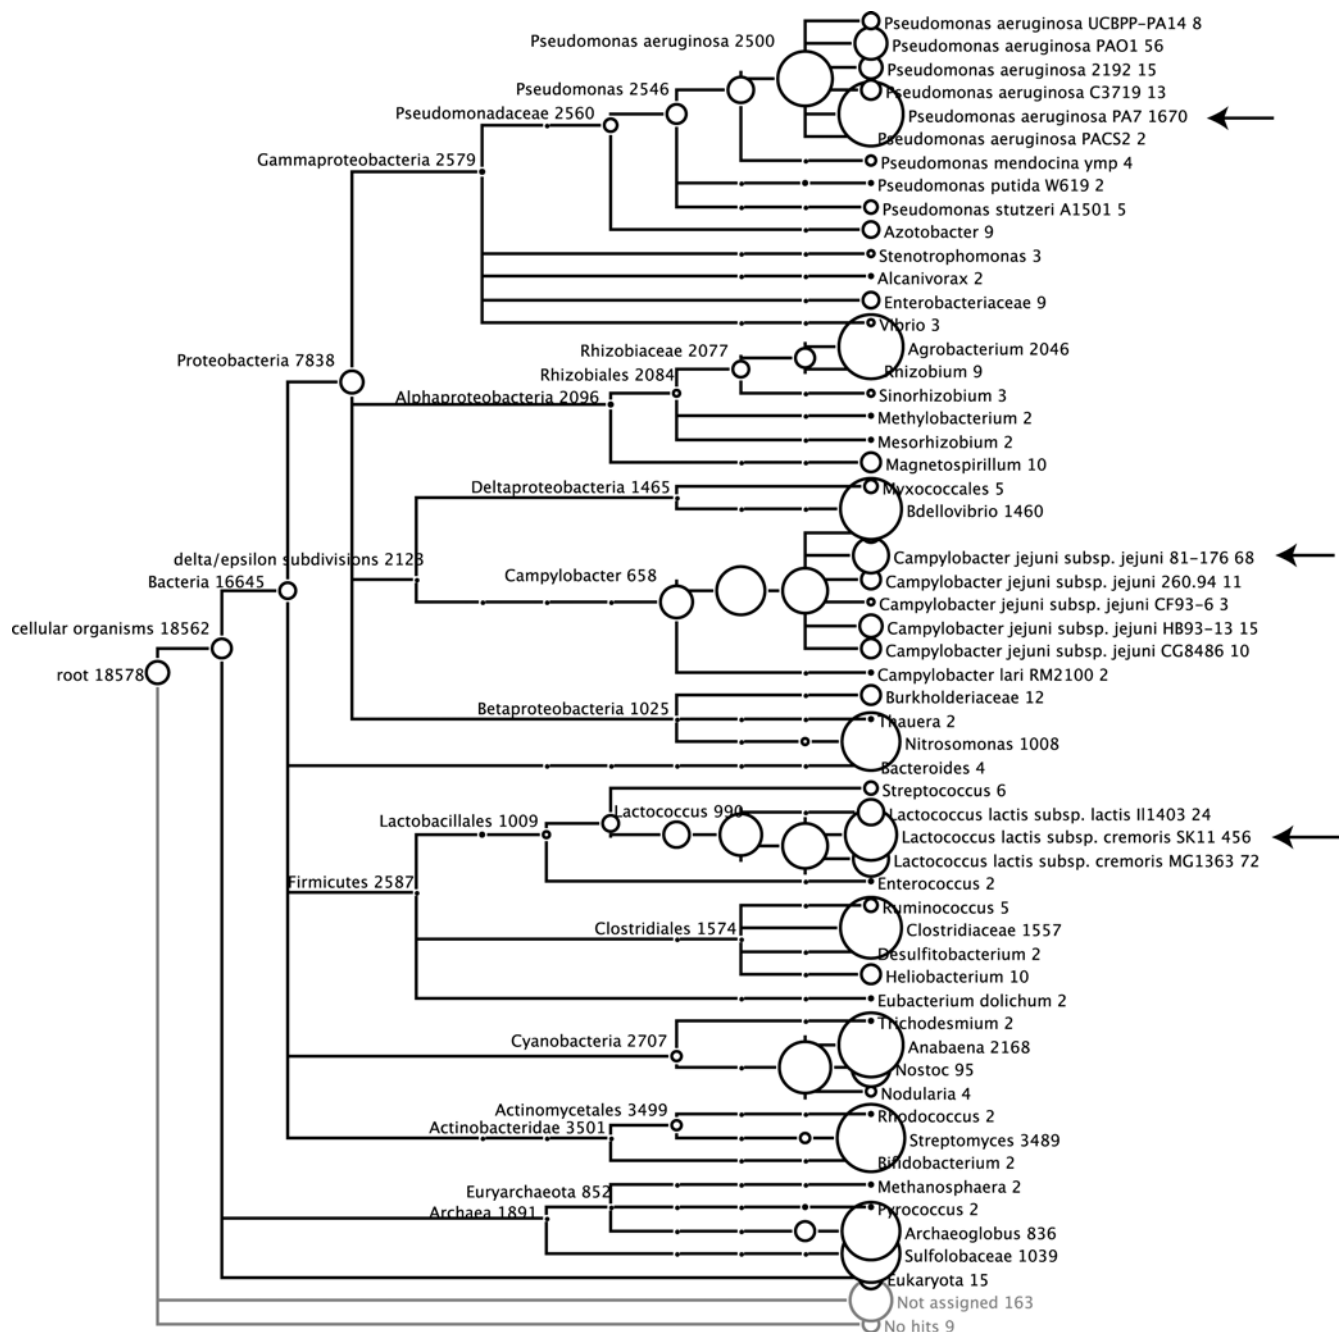 Pseudomonas aeruginosa UCBPP-PA14 8
Pseudomonas aeruginosa 2500
Pseudomonas aeruginosa PAO1 56
Pseudomonas aeruginosa 2192 15
Pseudomonas 2546
Pseudomonas aeruginosa C3719 13
Pseudomonadaceae 2560
Pseudomonas aeruginosa PA7 1670
Pseudomonas aeruginosa PACS2 2
Gammaproteobacteria 2579
Pseudomonas mendocina ymp 4
Pseudomonas putida W619 2
Pseudomonas stutzeri A1501 5
Azotobacter 9
Stenotrophomonas 3
Alcanivorax 2
Enterobacteriaceae 9
Vibrio 3
Rhizobiaceae 2077
Agrobacterium 2046
Proteobacteria 7838
Rhizobiales 2084
Rhizobium 9
Alphaproteobacteria 2096
Sinorhizobium 3
Methylobacterium 2
Mesorhizobium 2
Magnetospirillum 10
Deltaproteobacteria 1465
Myxococcales 5
Bdellovibrio 1460
delta/epsilon subdivisions 2123
Campylobacter jejuni subsp. jejuni 81-176 68
Bacteria 16645
Campylobacter 658
Campylobacter jejuni subsp. jejuni 260.94 11
Campylobacter jejuni subsp. jejuni CF93-6 3
cellular organisms 18562
Campylobacter jejuni subsp. jejuni HB93-13 15
Campylobacter jejuni subsp. jejuni CG8486 10
root 18578
Campylobacter lari RM2100 2
Burkholderiaceae 12
Betaproteobacteria 1025
Thauera 2
Nitrosomonas 1008
Bacteroides 4
Streptococcus 6
Lactococcus 990
Lactococcus lactis subsp. lactis Il1403 24
Lactobacillales 1009
Lactococcus lactis subsp. cremoris SK11 456
Lactococcus lactis subsp. cremoris MG1363 72
Firmicutes 2587
Enterococcus 2
Ruminococcus 5
Clostridiales 1574
Clostridiaceae 1557
Desulfitobacterium 2
Heliobacterium 10
Eubacterium dolichum 2
Trichodesmium 2
Cyanobacteria 2707
Anabaena 2168
Nostoc 95
Nodularia 4
Actinomycetales 3499
Rhodococcus 2
Actinobacteridae 3501
Streptomyces 3489
Bifidobacterium 2
Euryarchaeota 852
Methanosphaera 2
Archaea 1891
Pyrococcus 2
Archaeoglobus 836
Sulfolobaceae 1039
Eukaryota 15
Not assigned 163
No hits 9